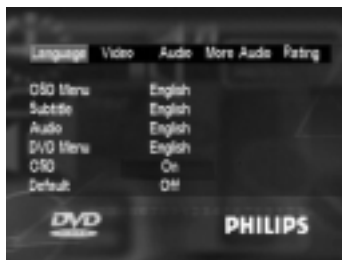 Language Video Audio More Audio Rating
OSD Menu English
Subtitle English
Audio English
DVD Menu English
OSD On
Default Off
DVD PHILIPS